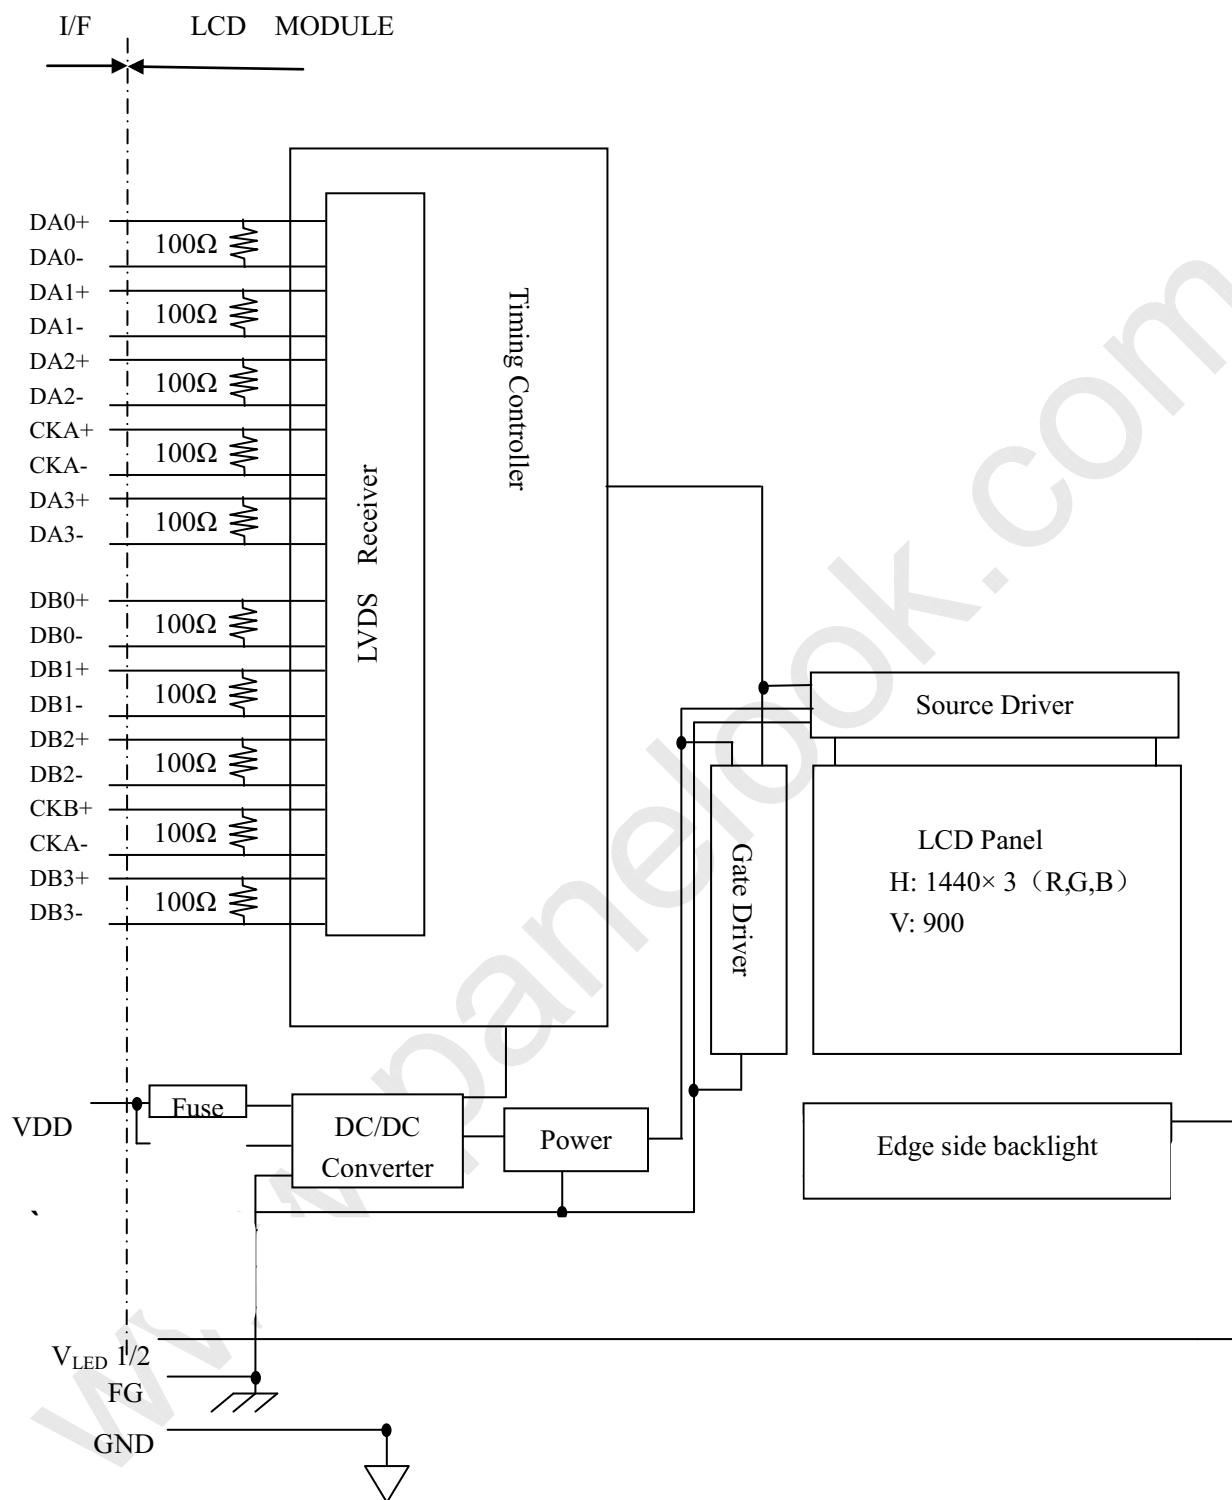 I/F LCD MODULE
DA0+
100Ω
DA0-
DA1+
100Ω
DA1-
DA2+
100Ω
DA2-
CKA+
100Ω
CKA-
DA3+
100Ω
DA3-
DB0+
100Ω
DB0-
DB1+
100Ω
DB1-
DB2+
100Ω
DB2-
CKB+
100Ω
CKA-
DB3+
100Ω
DB3-
LVDS Receiver
Timing Controller
Source Driver
Gate Driver
LCD Panel
H: 1440× 3（R,G,B）
V: 900
VDD
Fuse
DC/DC
Converter
Power
Edge side backlight
VLED 1/2
FG
GND
www.panelook.com